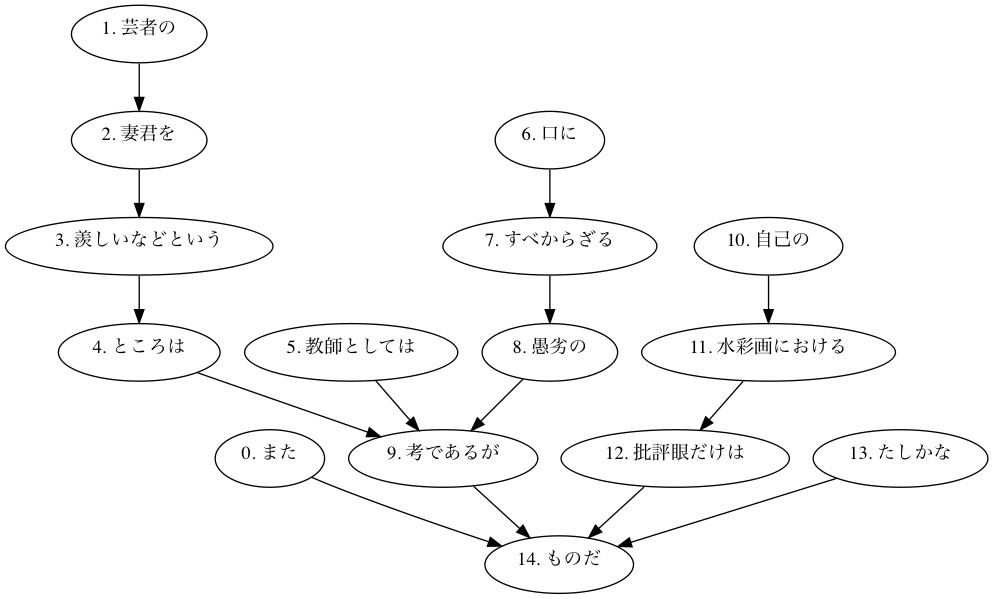 1. 芸者の
2. 妻君を
6. 口に
3. 羨しいなどという
7. すべからざる
10. 自己の
4. ところは
5. 教師としては
8. 愚劣の
11. 水彩画における
0. また
9. 考であるが
12. 批評眼だけは
13. たしかな
14. ものだ